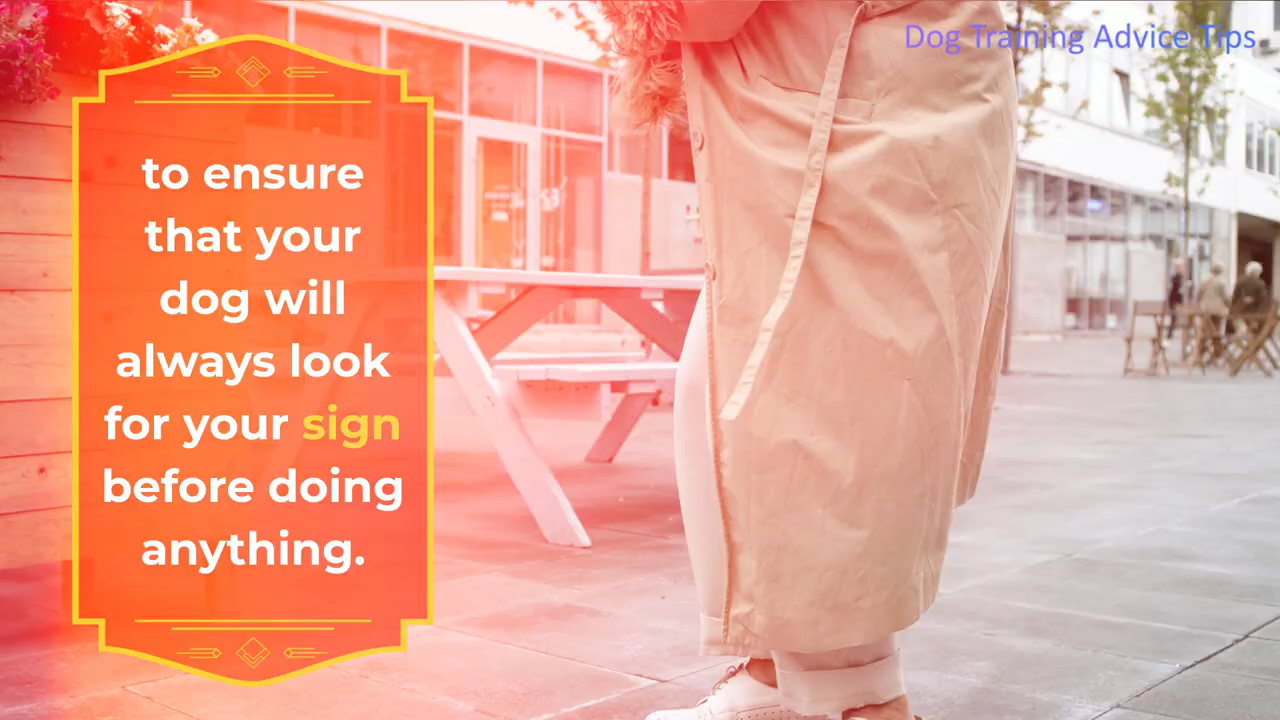 Dog Training Advice Tips
to ensure
that your
dog will
always look
for your sign
before doing
anything.